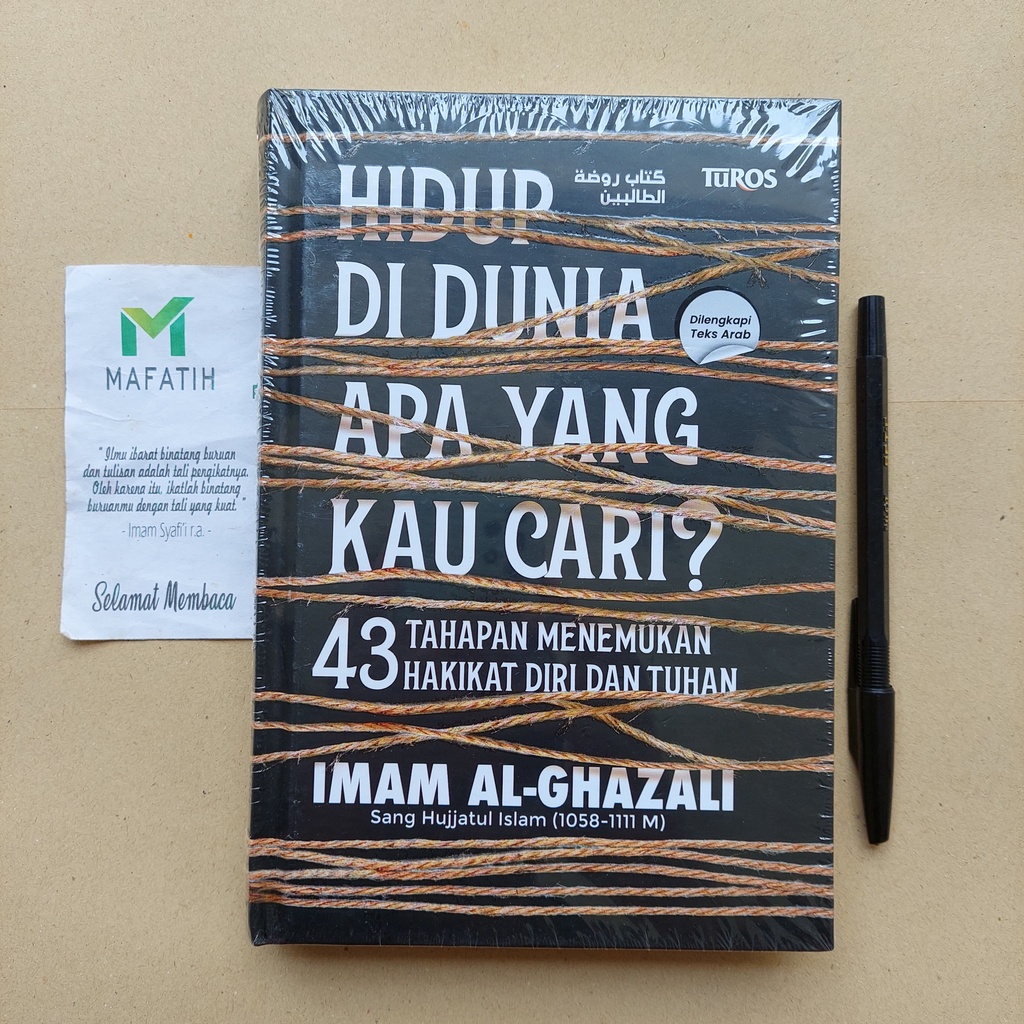 HIDUP
كتاب روضة
الطالبين
TUROS
DI DUNIA
Dilengkapi
Teks Arab
APA YANG
KAU CARI?
43 TAHAPAN MENEMUKAN
HAKIKAT DIRI DAN TUHAN
IMAM AL-GHAZALI
Sang Hujjatul Islam (1058-1111 M)
MAFATIH
"Ilmu ibarat binatang buruan
dan tulisan adalah tali pengikatnya.
Oleh karena itu, ikatlah binatang
buruanmu dengan tali yang kuat."
- Imam Syafi'i r.a. -
Selamat Membaca